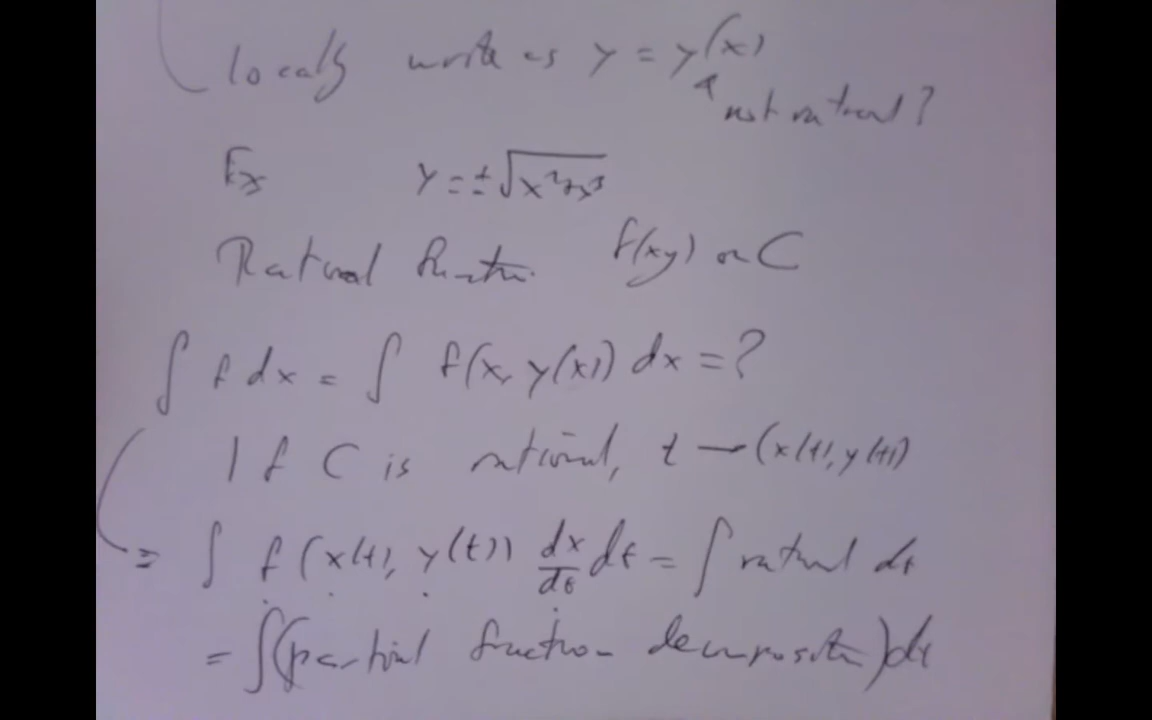 locally write as y = y(x)
not rational?
Ex y = ± √x²+x³
Rational function f(x,y) on C
∫ f dx = ∫ f(x, y(x)) dx = ?
If C is rational, t → (x(t), y(t))
= ∫ f(x(t), y(t)) dx/dt dt = ∫ rational dt
= ∫(partial fraction decomposition) dt